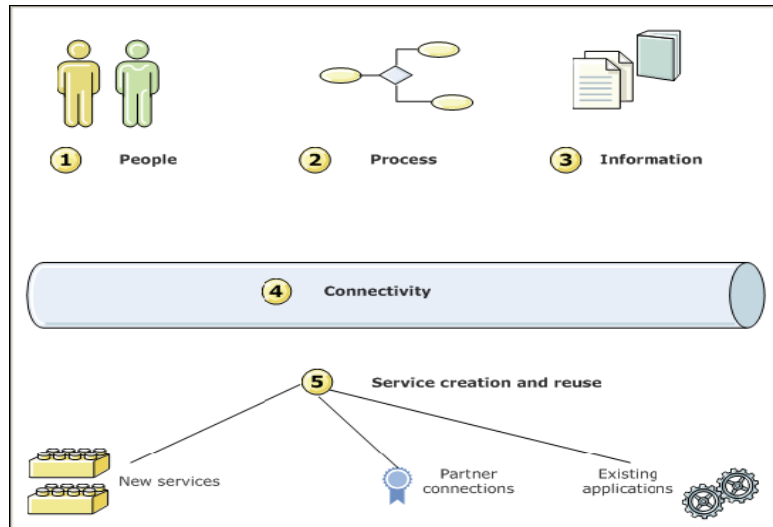 1 People
2 Process
3 Information
4 Connectivity
5 Service creation and reuse
New services
Partner
connections
Existing
applications